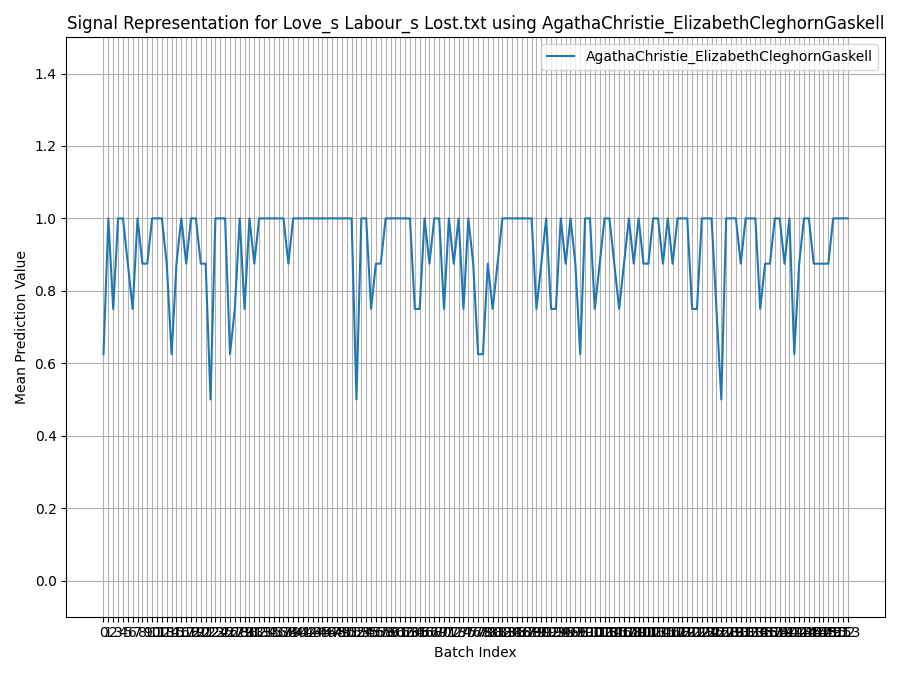 Signal Representation for Love_s Labour_s Lost.txt using AgathaChristie_ElizabethCleghornGaskell
AgathaChristie_ElizabethCleghornGaskell
1.4
1.2
1.0
0.8
0.6
0.4
0.2
0.0
Mean Prediction Value
Batch Index